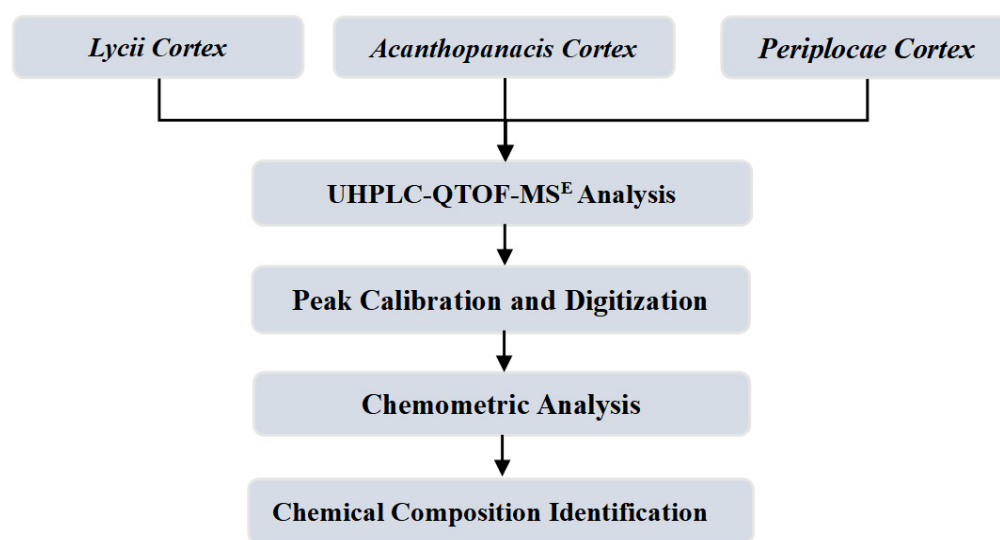 Lycii Cortex
Acanthopanacis Cortex
Periplocae Cortex
UHPLC-QTOF-MSᴱ Analysis
Peak Calibration and Digitization
Chemometric Analysis
Chemical Composition Identification